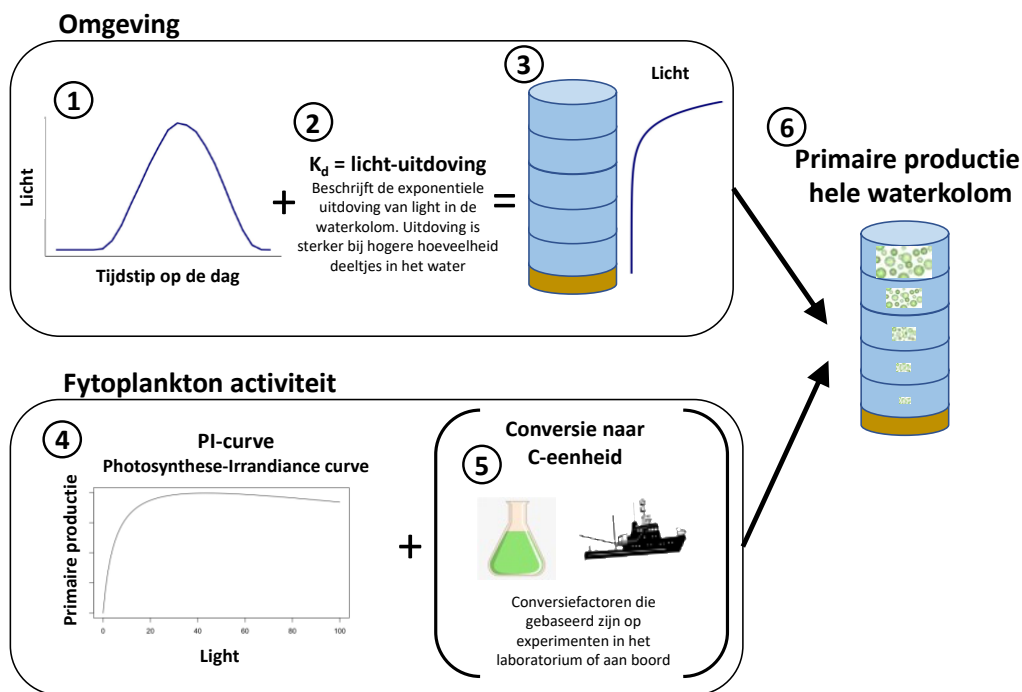 Omgeving
1
Licht
Tijdstip op de dag
+
2
Kd = licht-uitdoving
Beschrijft de exponentiele
uitdoving van light in de
waterkolom. Uitdoving is
sterker bij hogere hoeveelheid
deeltjes in het water
=
3
Licht
6
Primaire productie
hele waterkolom
Fytoplankton activiteit
4
PI-curve
Photosynthese-Irrandiance curve
Primaire productie
0 20 40 60 80 100
Light
+
5
Conversie naar
C-eenheid
Conversiefactoren die
gebaseerd zijn op
experimenten in het
laboratorium of aan boord